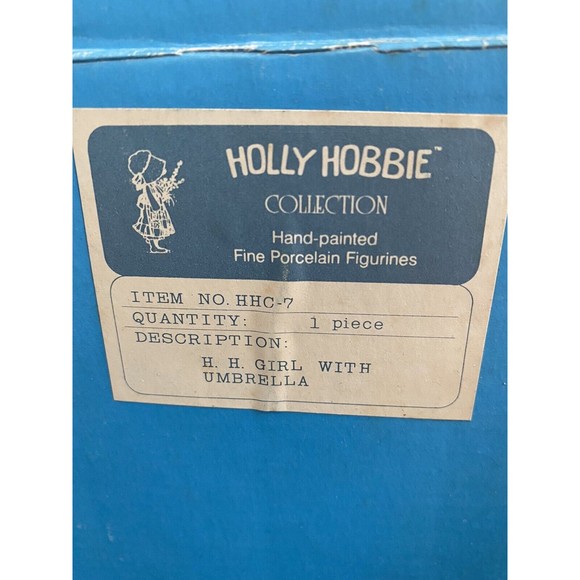 HOLLY HOBBIE™
COLLECTION
Hand-painted
Fine Porcelain Figurines
ITEM NO. HHC-7
QUANTITY: 1 piece
DESCRIPTION:
H. H. GIRL WITH
UMBRELLA